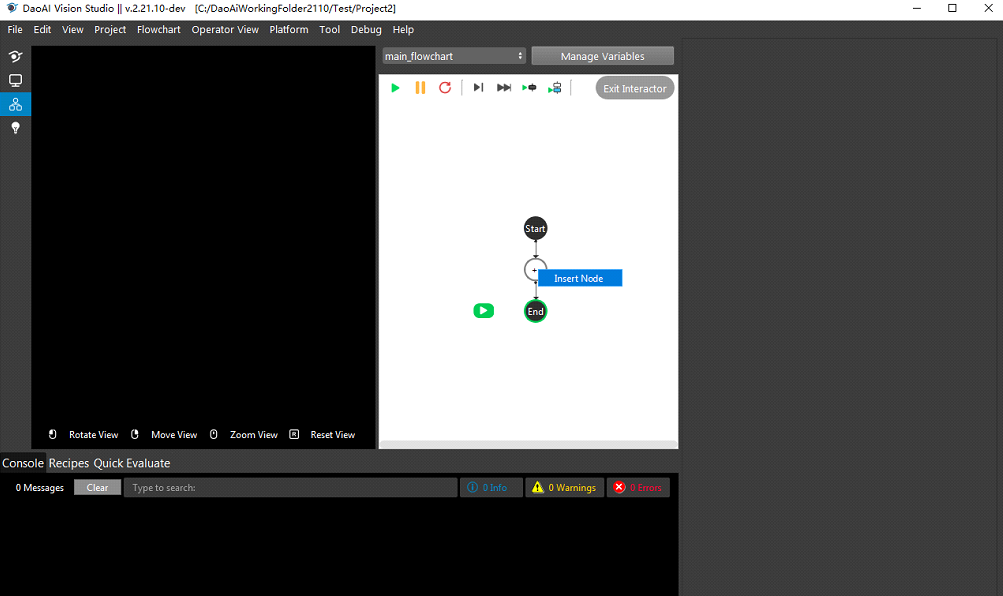 DaoAI Vision Studio || v.2.21.10-dev [C:/DaoAiWorkingFolder2110/Test/Project2]
File Edit View Project Flowchart Operator View Platform Tool Debug Help
main_flowchart Manage Variables
Exit Interactor
Start
+
Insert Node
End
Rotate View Move View Zoom View R Reset View
Console Recipes Quick Evaluate
0 Messages Clear Type to search: 0 Info 0 Warnings 0 Errors